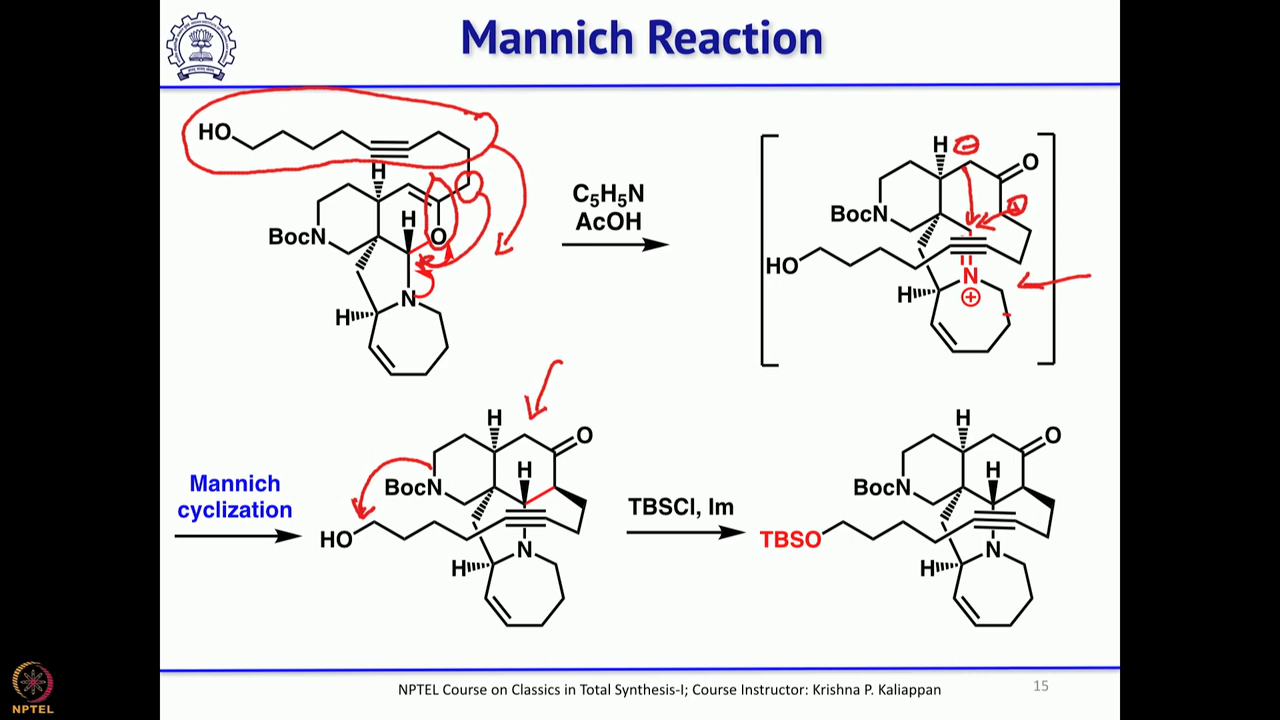 Mannich Reaction
HO
H
H
O
BocN
N
H
C₅H₅N
AcOH
H
O
BocN
HO
N
H
Mannich
cyclization
H
O
H
BocN
HO
N
H
TBSCI, Im
H
O
H
BocN
TBSO
N
H
NPTEL
NPTEL Course on Classics in Total Synthesis-I; Course Instructor: Krishna P. Kaliappan
15